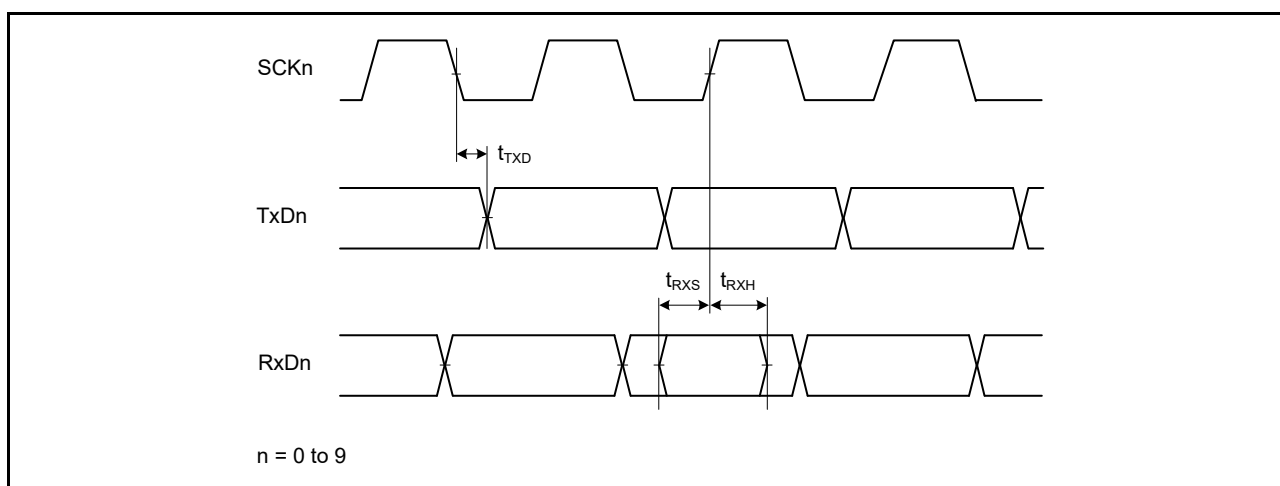 SCKn
tTXD
TxDn
tRXS tRXH
RxDn
n = 0 to 9